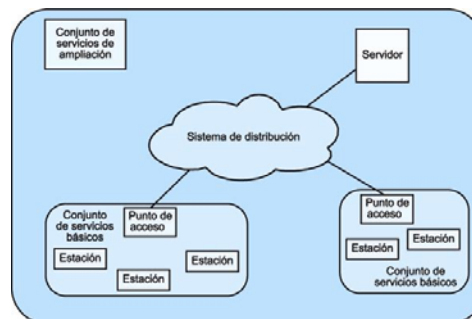 Conjunto de
servicios de
ampliación
Servidor
Sistema de distribución
Conjunto
de servicios
básicos
Punto de
acceso
Estación
Estación
Estación
Punto de
acceso
Estación
Estación
Conjunto de
servicios básicos